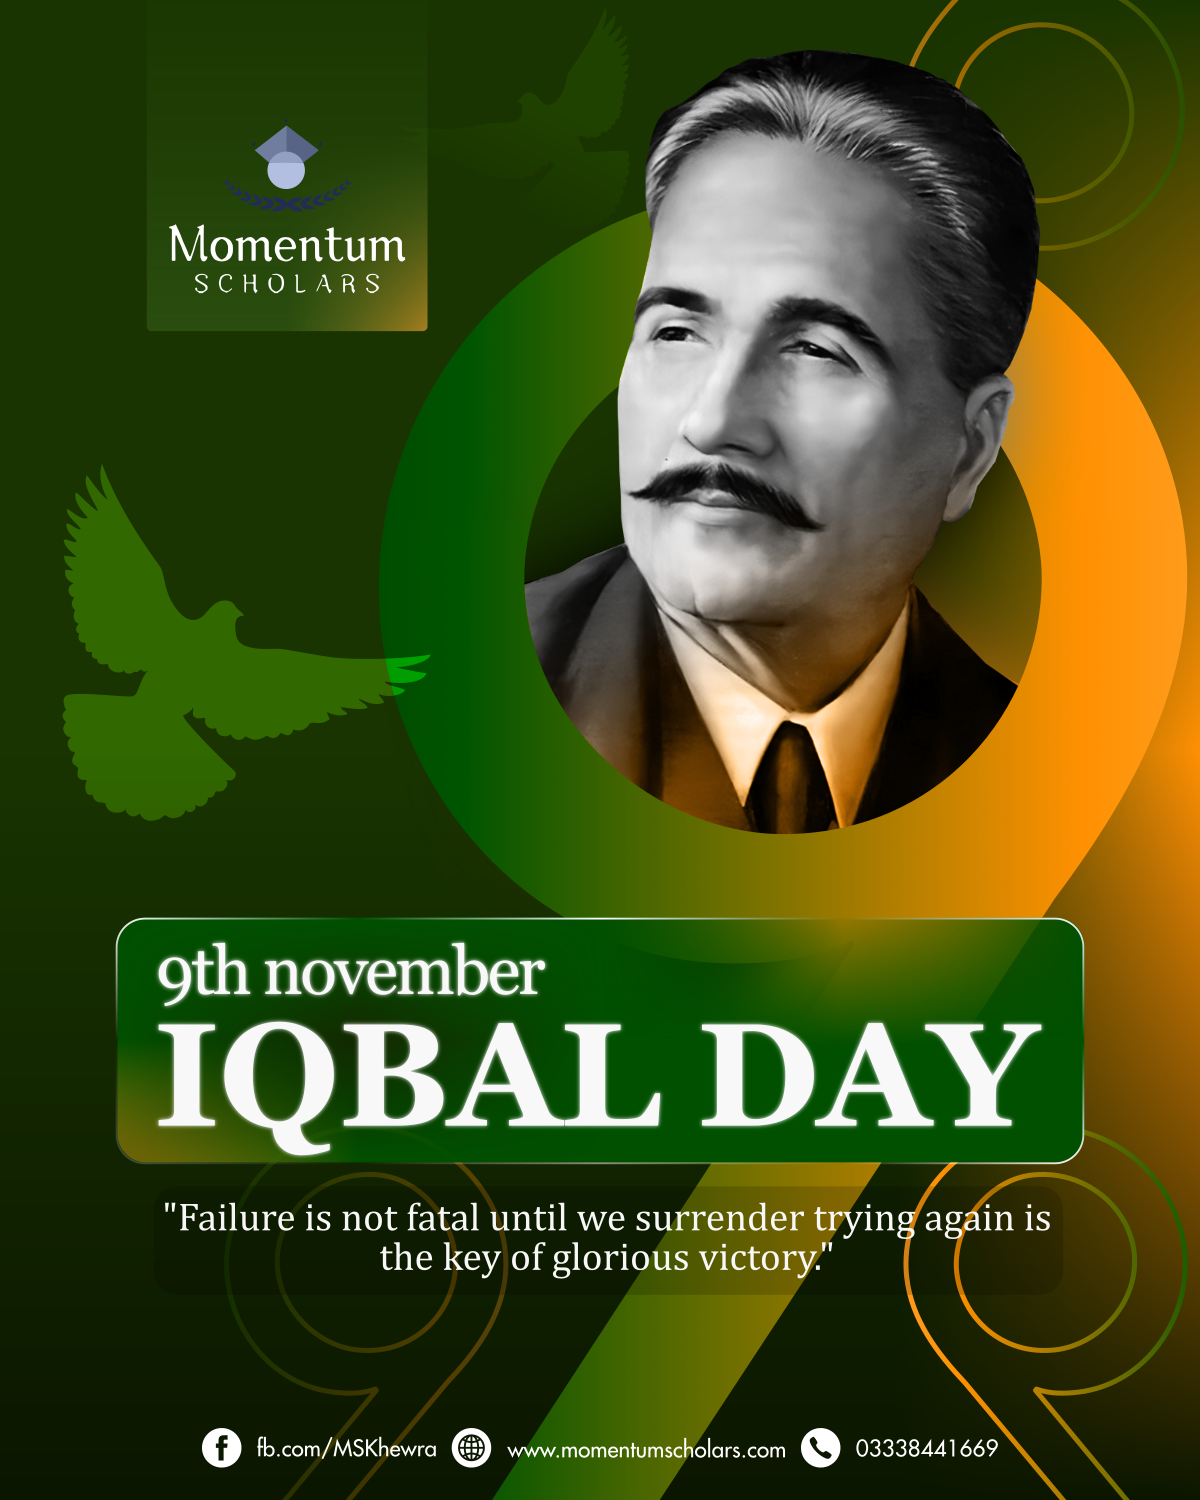 Momentum
SCHOLARS
9th november
IQBAL DAY
"Failure is not fatal until we surrender trying again is
the key of glorious victory."
fb.com/MSKhewra www.momentumscholars.com 03338441669